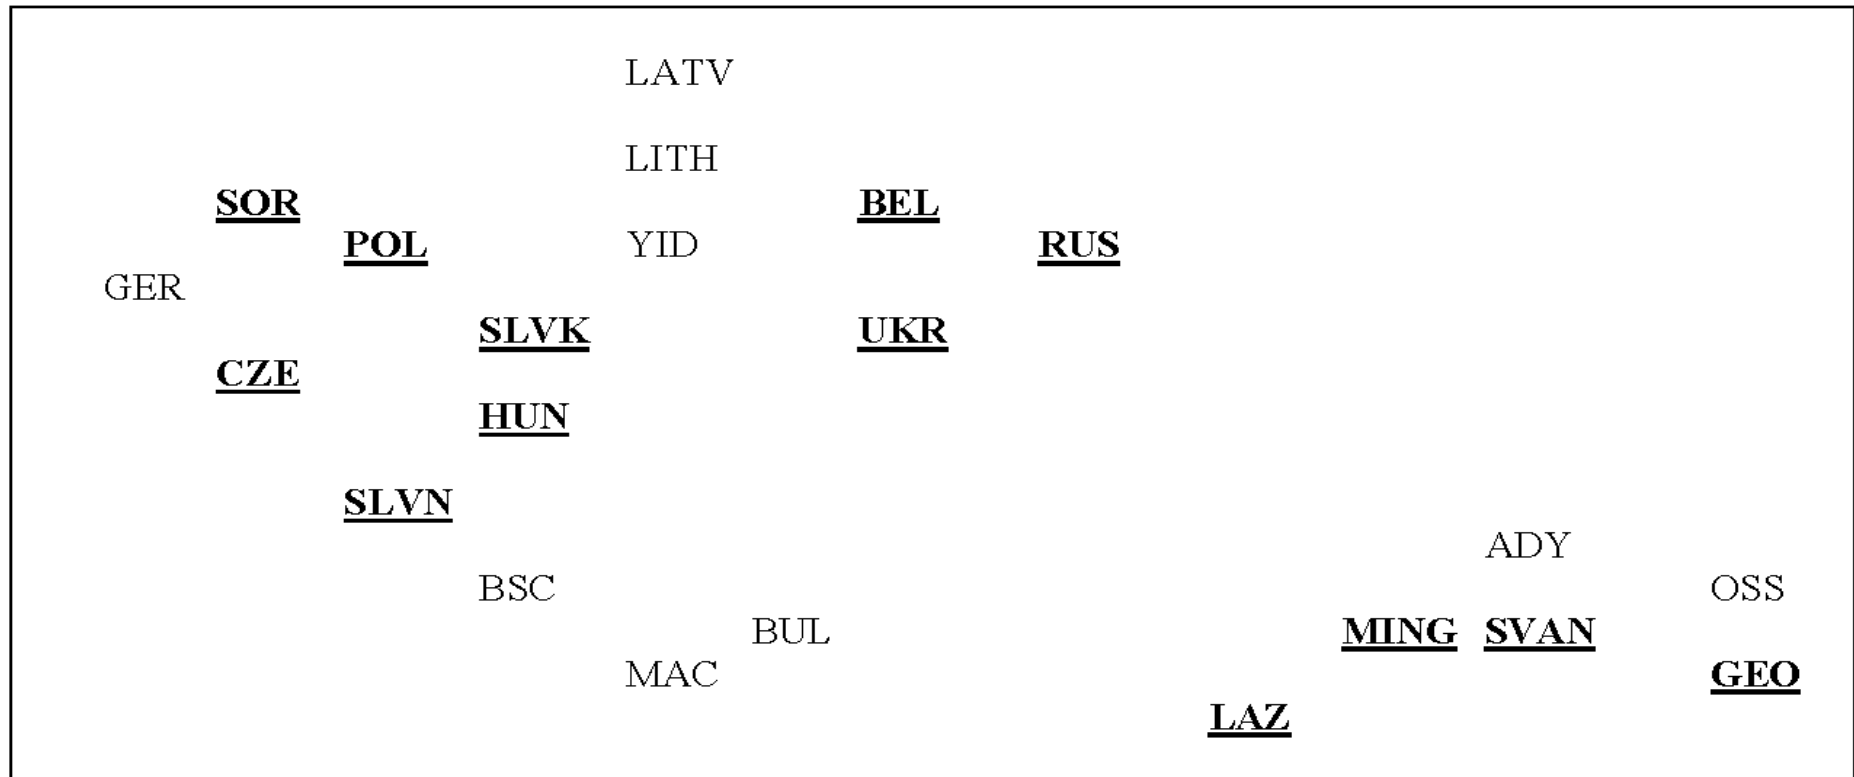 LATV
LITH
SOR BEL
POL YID RUS
GER
SLVK UKR
CZE
HUN
SLVN
ADY
BSC OSS
BUL MING SVAN
MAC GEO
LAZ